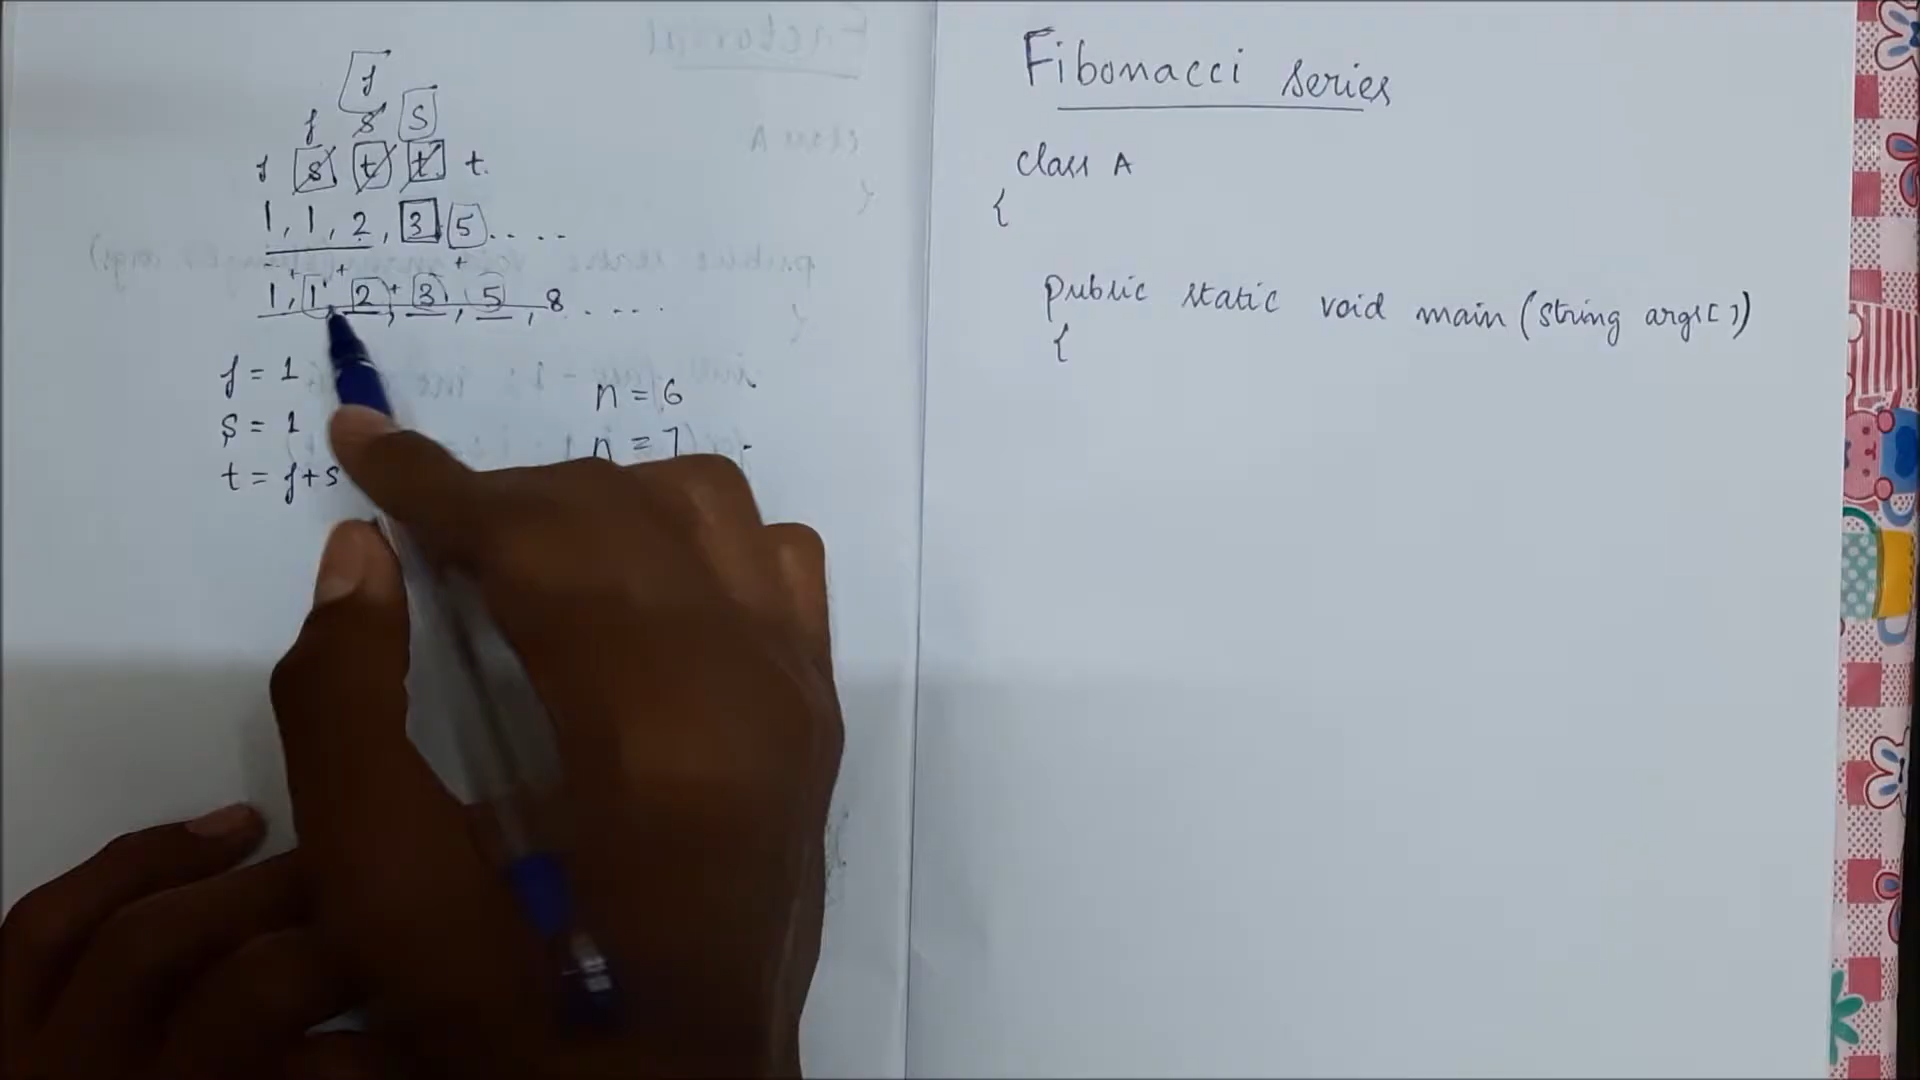 f
f s S
f s t t t.
1, 1, 2, 3 5 . . . .
+ + +
1, 1, 2 + 3, 5, 8 . . . .
f = 1
S = 1
t = f+s
n = 6
n = 7
Fibonacci series
class A
{
public static void main (string args[ ])
{